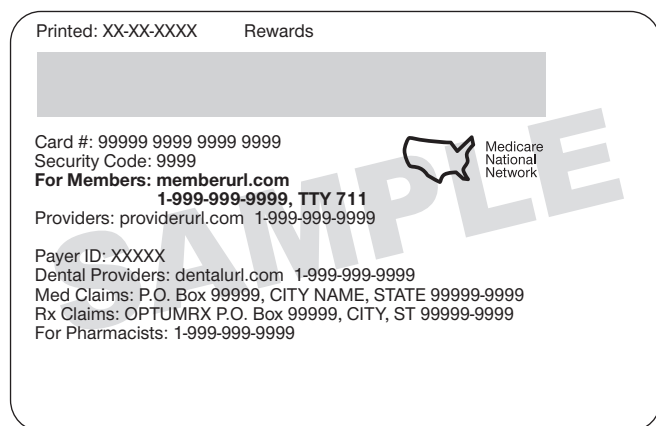 Printed: XX-XX-XXXX Rewards
Card #: 99999 9999 9999 9999
Security Code: 9999
For Members: memberurl.com
1-999-999-9999, TTY 711
Providers: providerurl.com 1-999-999-9999
Medicare
National
Network
Payer ID: XXXXX
Dental Providers: dentalurl.com 1-999-999-9999
Med Claims: P.O. Box 99999, CITY NAME, STATE 99999-9999
Rx Claims: OPTUMRX P.O. Box 99999, CITY, ST 99999-9999
For Pharmacists: 1-999-999-9999
SAMPLE